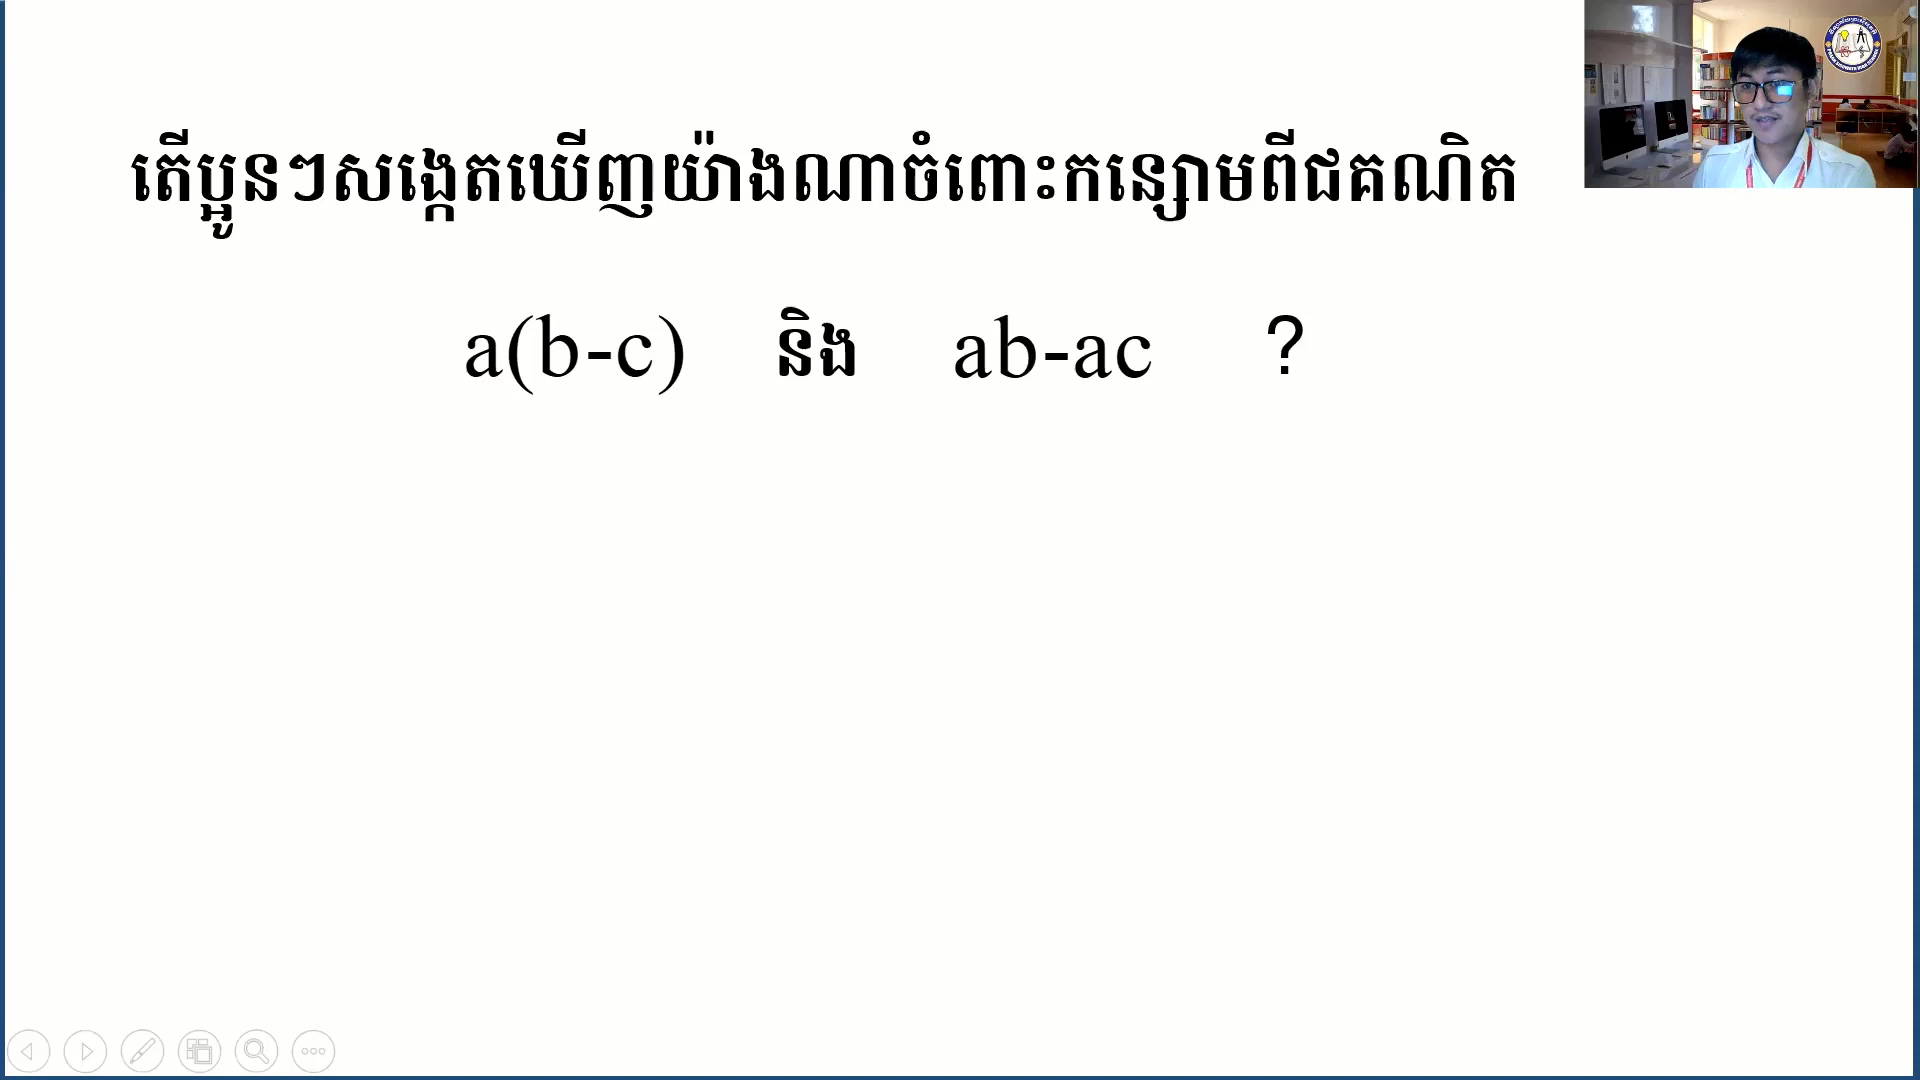 តើប្អូនៗសង្កេតឃើញយ៉ាងណាចំពោះកន្សោមពីជគណិត
a(b-c) និង ab-ac ?